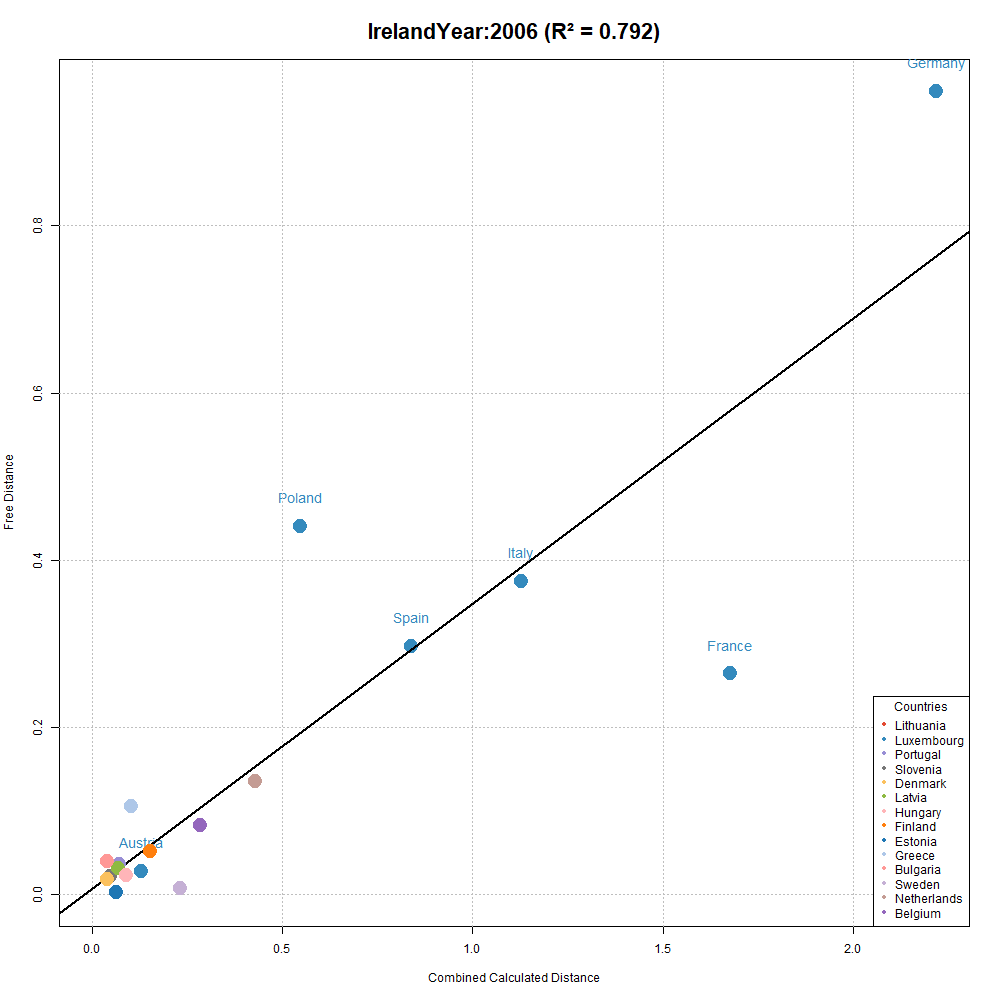 IrelandYear:2006 (R² = 0.792)
Germany
Poland
Italy
Spain
France
Austria
Free Distance
0.8
0.6
0.4
0.2
0.0
0.0 0.5 1.0 1.5 2.0
Combined Calculated Distance
Countries
Lithuania
Luxembourg
Portugal
Slovenia
Denmark
Latvia
Hungary
Finland
Estonia
Greece
Bulgaria
Sweden
Netherlands
Belgium